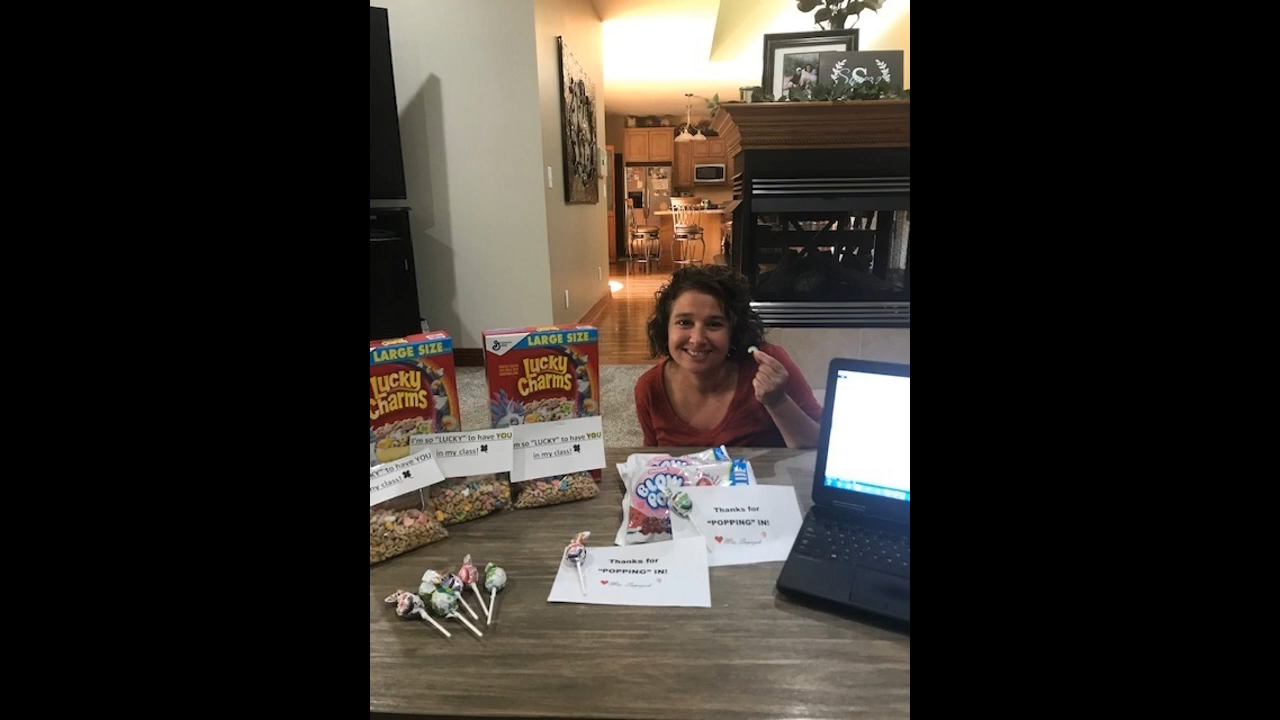 LARGE SIZE
LUCKY
CHARMS
LARGE SIZE
LUCKY
CHARMS
I'm so "LUCKY" to have YOU
in my class!
I'm so "LUCKY" to have YOU
in my class!
to have YOU
my class!
BLOW
Thanks for
"POPPING" IN!
Thanks for
"POPPING" IN!
S